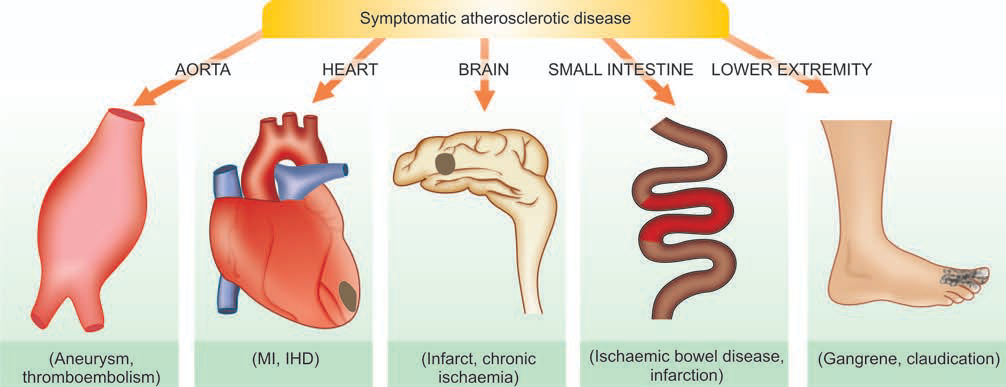 Symptomatic atherosclerotic disease
AORTA
HEART
BRAIN
SMALL INTESTINE
LOWER EXTREMITY
(Aneurysm,
thromboembolism)
(MI, IHD)
(Infarct, chronic
ischaemia)
(Ischaemic bowel disease,
infarction)
(Gangrene, claudication)